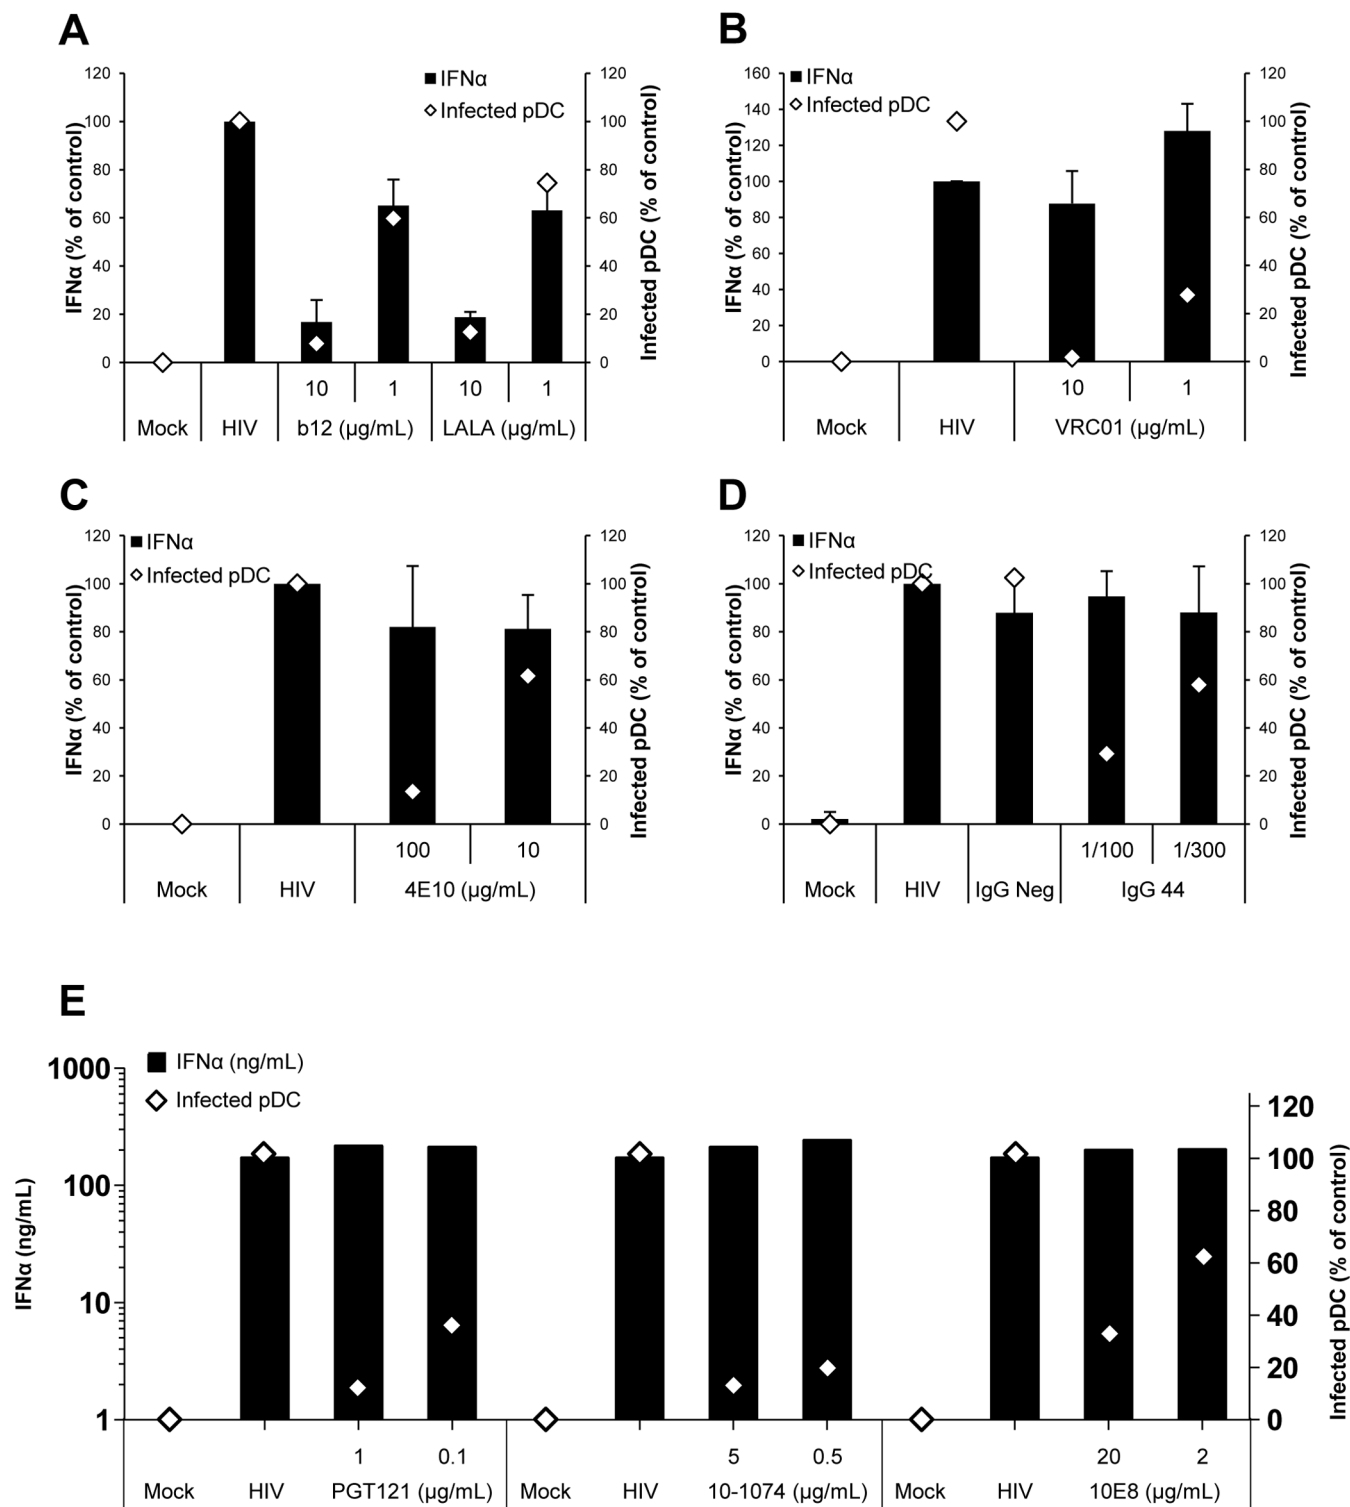 A
IFNα
Infected pDC
120
100
80
60
40
20
0
IFNα (% of control)
120
100
80
60
40
20
0
Infected pDC (% of control)
10 1 10 1
Mock HIV b12 (µg/mL) LALA (µg/mL)
B
IFNα
Infected pDC
160
140
120
100
80
60
40
20
0
IFNα (% of control)
120
100
80
60
40
20
0
Infected pDC (% of control)
10 1
Mock HIV VRC01 (µg/mL)
C
IFNα
Infected pDC
120
100
80
60
40
20
0
IFNα (% of control)
120
100
80
60
40
20
0
Infected pDC (% of control)
100 10
Mock HIV 4E10 (µg/mL)
D
IFNα
Infected pDC
120
100
80
60
40
20
0
IFNα (% of control)
120
100
80
60
40
20
0
Infected pDC (% of control)
1/100 1/300
Mock HIV IgG Neg IgG 44
E
IFNα (ng/mL)
Infected pDC
1000
100
10
1
IFNα (ng/mL)
120
100
80
60
40
20
0
Infected pDC (% of control)
1 0.1 5 0.5 20 2
Mock HIV PGT121 (µg/mL) Mock HIV 10-1074 (µg/mL) Mock HIV 10E8 (µg/mL)